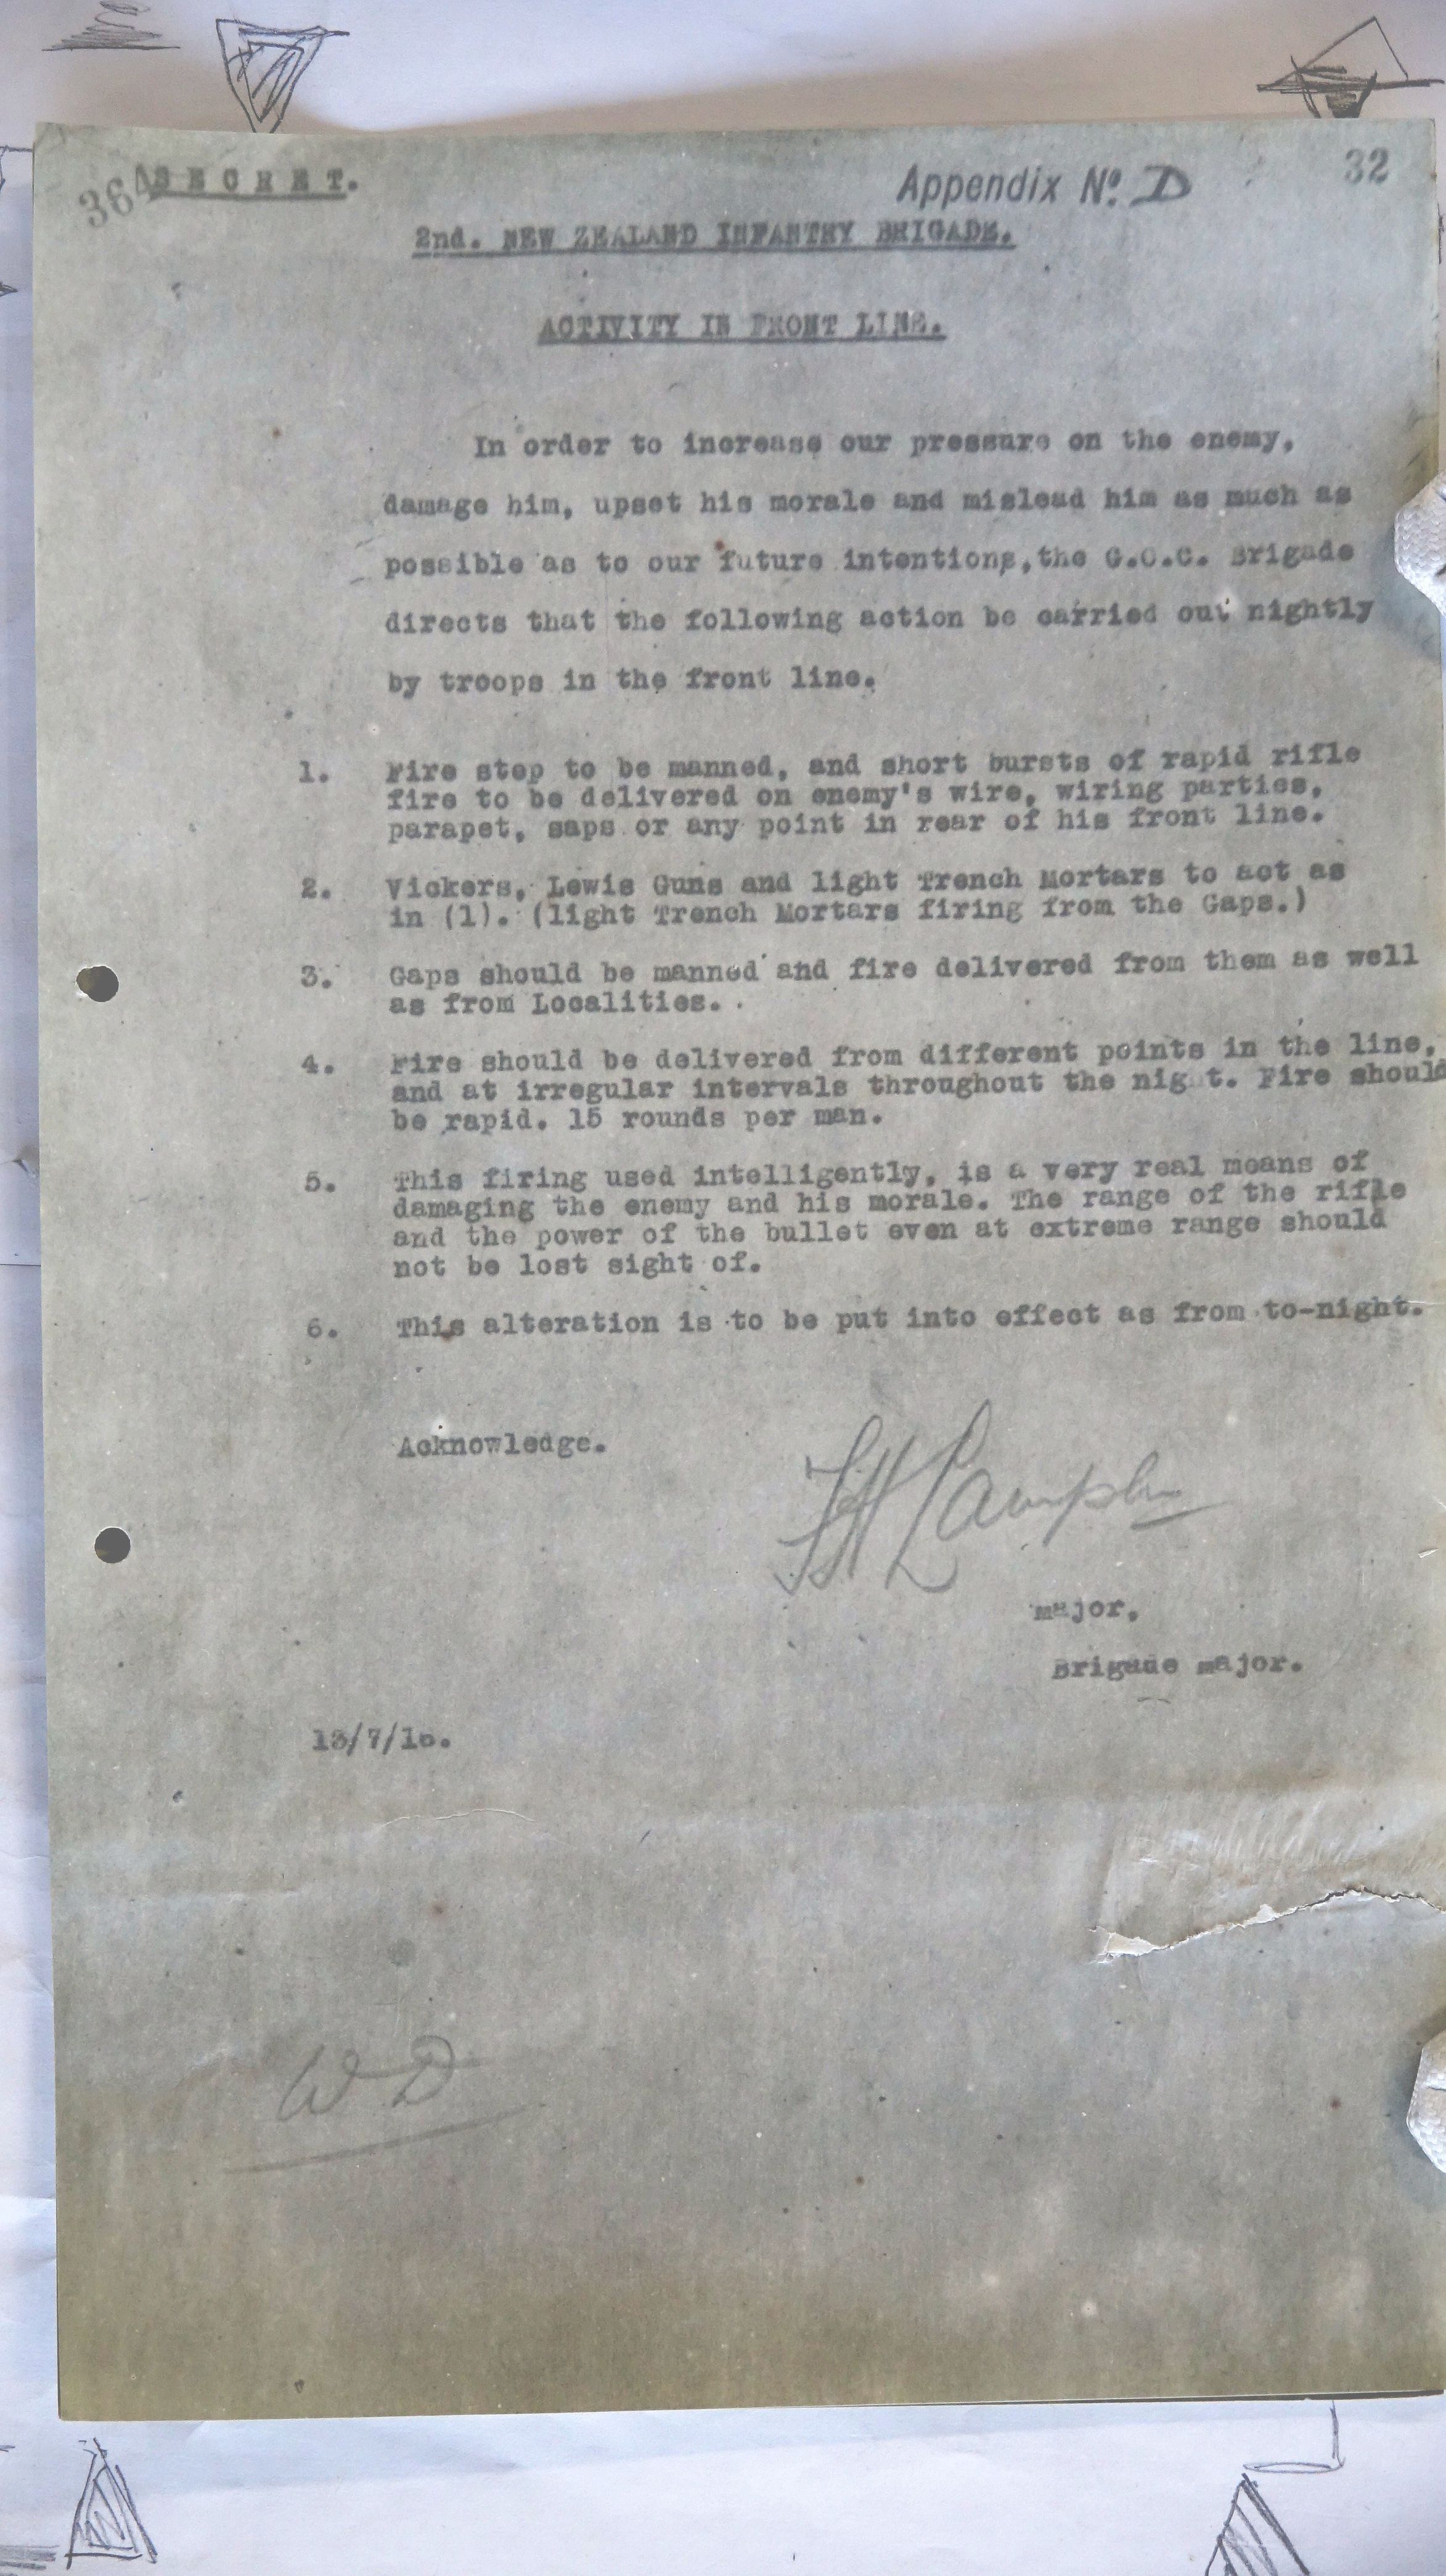 364
S E C R E T.
Appendix Nº D
32
2nd. NEW ZEALAND INFANTRY BRIGADE.
ACTIVITY IN FRONT LINE.
In order to increase our pressure on the enemy,
damage him, upset his morale and mislead him as much as
possible as to our future intentions, the G.O.C. Brigade
directs that the following action be carried out nightly
by troops in the front line.
1. Fire step to be manned, and short bursts of rapid rifle
fire to be delivered on enemy's wire, wiring parties,
parapet, saps or any point in rear of his front line.
2. Vickers, Lewis Guns and light Trench Mortars to act as
in (1). (light Trench Mortars firing from the Gaps.)
3. Gaps should be manned and fire delivered from them as well
as from Localities.
4. Fire should be delivered from different points in the line,
and at irregular intervals throughout the night. Fire should
be rapid. 15 rounds per man.
5. This firing used intelligently, is a very real means of
damaging the enemy and his morale. The range of the rifle
and the power of the bullet even at extreme range should
not be lost sight of.
6. This alteration is to be put into effect as from to-night.
Acknowledge.
Major,
Brigade Major.
13/7/16.
W D